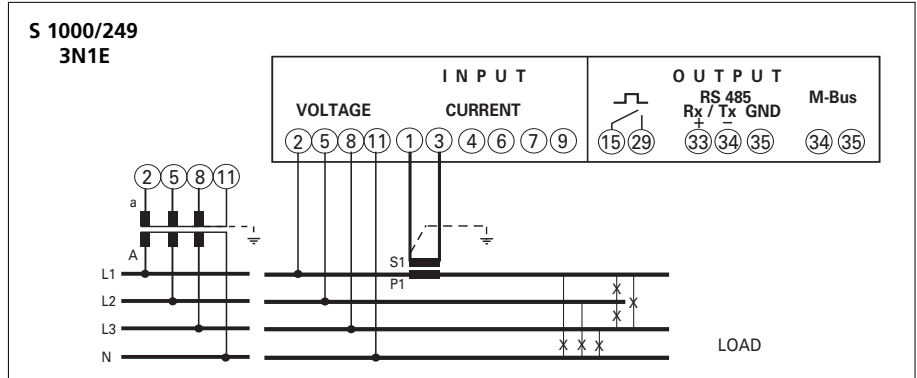 S 1000/249
3N1E
I N P U T
O U T P U T
VOLTAGE
CURRENT
RS 485
Rx / Tx GND
+ −
M-Bus
2 5 8 11 1 3 4 6 7 9
15 29 33 34 35 34 35
2 5 8 11
a
A
S1
P1
L1
L2
L3
N
X
X
X
X X X
LOAD